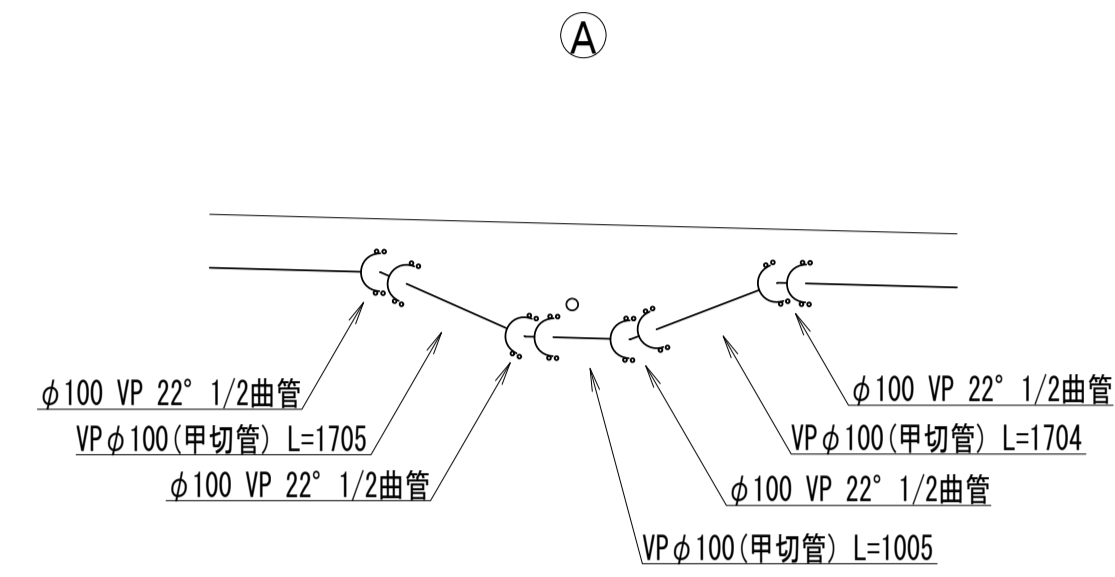 A
φ100 VP 22° 1/2曲管
φ100 VP 22° 1/2曲管
VPφ100(甲切管) L=1705
VPφ100(甲切管) L=1704
φ100 VP 22° 1/2曲管
φ100 VP 22° 1/2曲管
VPφ100(甲切管) L=1005